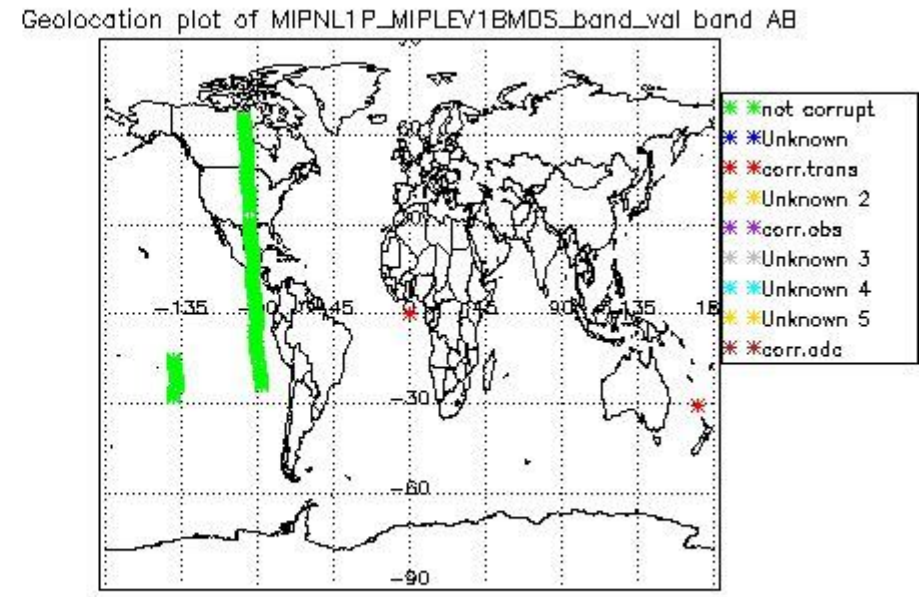 Geolocation plot of MIPNL1P_MIPLEV1BMDS_band_val band AB
not corrupt
Unknown
corr.trans
Unknown 2
corr.obs
Unknown 3
Unknown 4
Unknown 5
corr.adc
60
-135
45
90
135
-30
-60
-90